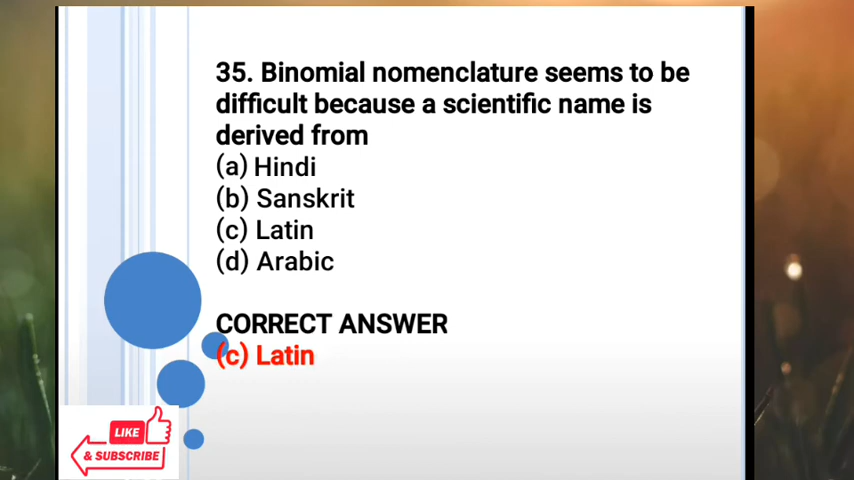 35. Binomial nomenclature seems to be
difficult because a scientific name is
derived from
(a) Hindi
(b) Sanskrit
(c) Latin
(d) Arabic
CORRECT ANSWER
(c) Latin
LIKE
& SUBSCRIBE